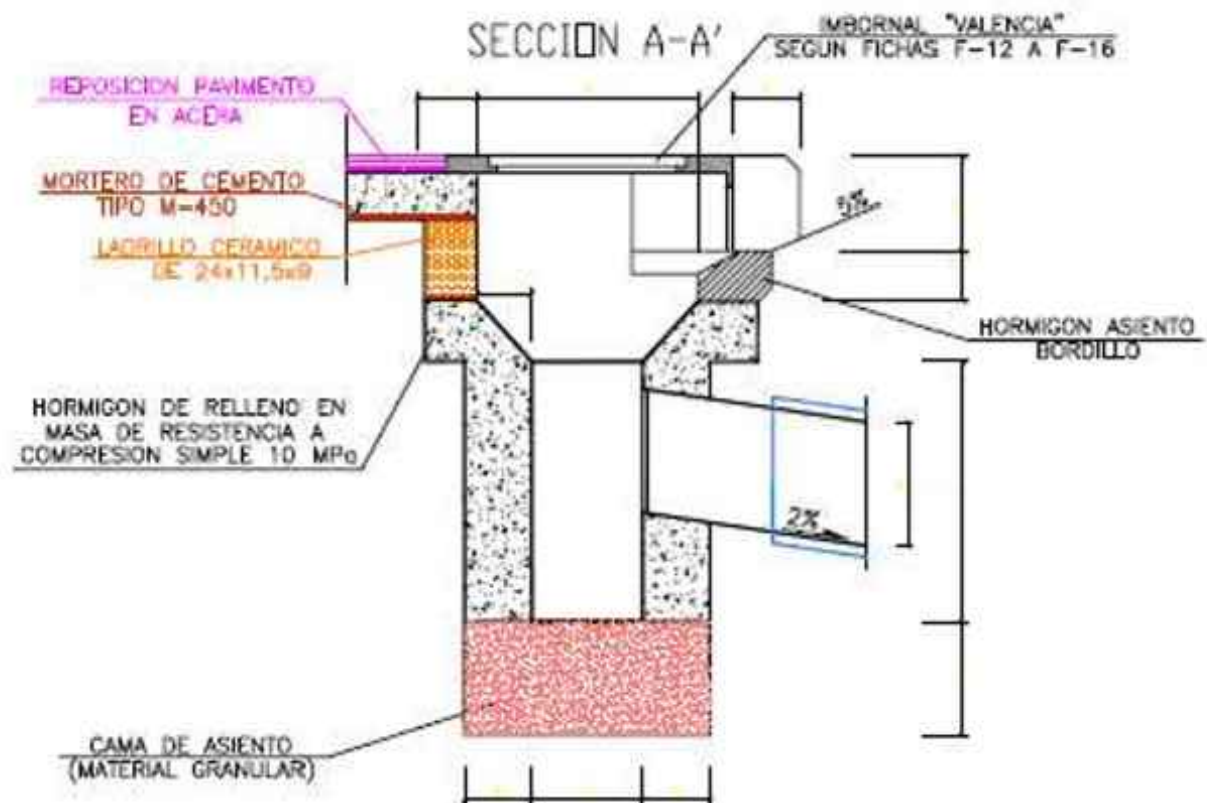 SECCION A-A'
IMBORNAL "VALENCIA"
SEGUN FICHAS F-12 A F-16
REPOSICION PAVIMENTO
EN ACERA
MORTERO DE CEMENTO
TIPO M-450
LADRILLO CERAMICO
DE 24x11,5x9
HORMIGON ASIENTO
BORDILLO
HORMIGON DE RELLENO EN
MASA DE RESISTENCIA A
COMPRESION SIMPLE 10 MPa
2%
CAMA DE ASIENTO
(MATERIAL GRANULAR)